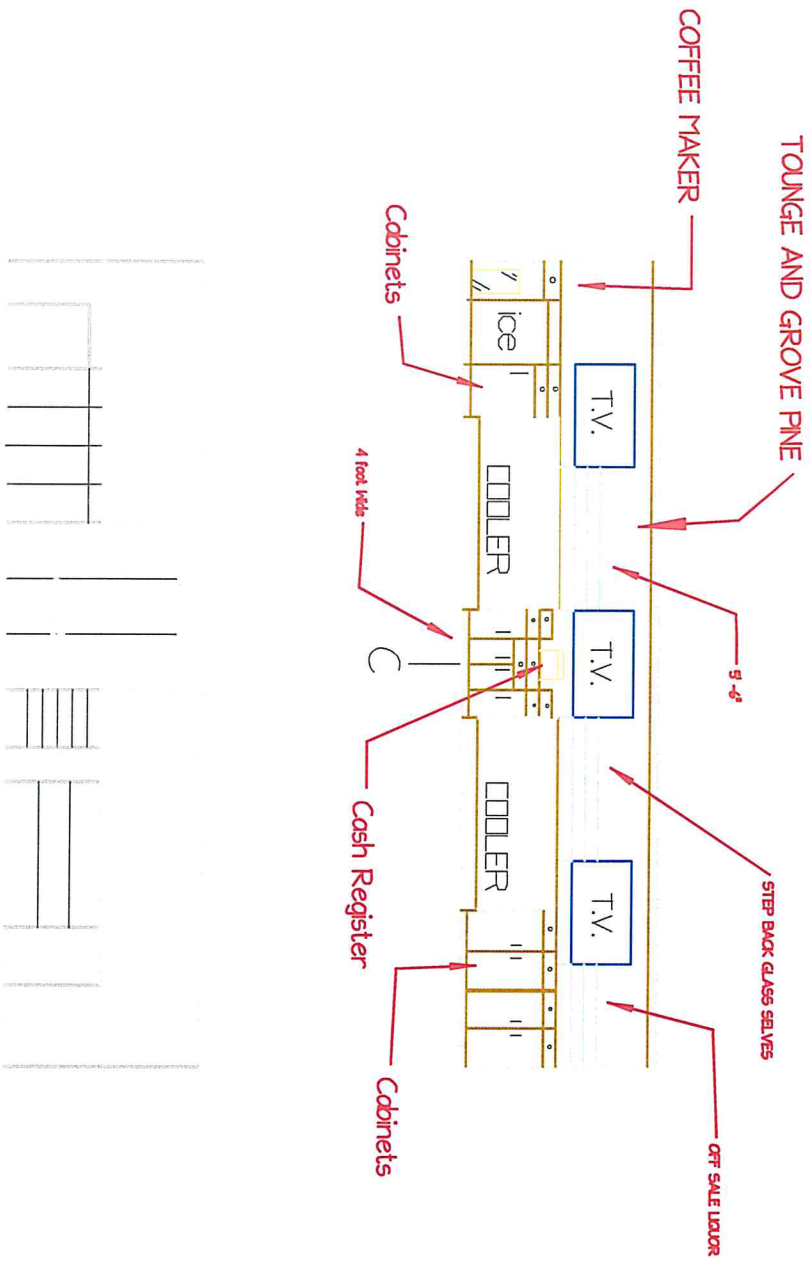 TOUNGE AND GROVE PINE
COFFEE MAKER
5'-6"
STEP BACK GLASS SELVES
OFF SALE LIQUOR
T.V.
T.V.
T.V.
ice
COOLER
COOLER
Cabinets
4 foot Wide
C
Cash Register
Cabinets